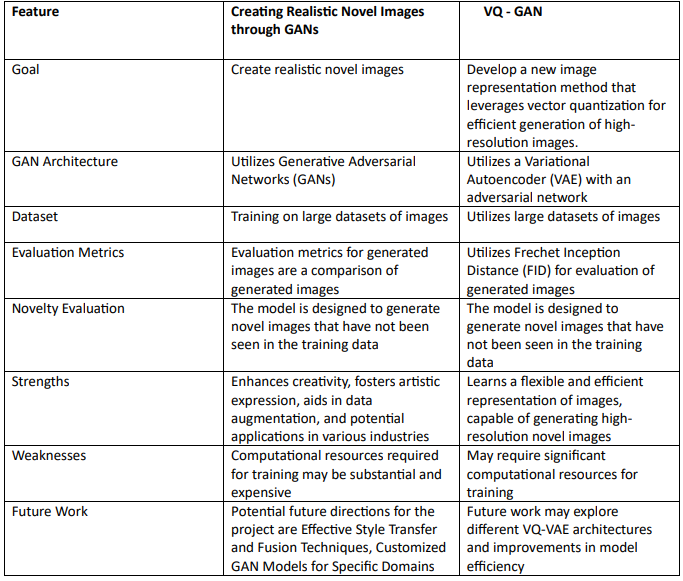 Feature
Creating Realistic Novel Images
through GANs
VQ - GAN
Goal
Create realistic novel images
Develop a new image
representation method that
leverages vector quantization for
efficient generation of high-
resolution images.
GAN Architecture
Utilizes Generative Adversarial
Networks (GANs)
Utilizes a Variational
Autoencoder (VAE) with an
adversarial network
Dataset
Training on large datasets of images
Utilizes large datasets of images
Evaluation Metrics
Evaluation metrics for generated
images are a comparison of
generated images
Utilizes Frechet Inception
Distance (FID) for evaluation of
generated images
Novelty Evaluation
The model is designed to generate
novel images that have not been
seen in the training data
The model is designed to
generate novel images that have
not been seen in the training
data
Strengths
Enhances creativity, fosters artistic
expression, aids in data
augmentation, and potential
applications in various industries
Learns a flexible and efficient
representation of images,
capable of generating high-
resolution novel images
Weaknesses
Computational resources required
for training may be substantial and
expensive
May require significant
computational resources for
training
Future Work
Potential future directions for the
project are Effective Style Transfer
and Fusion Techniques, Customized
GAN Models for Specific Domains
Future work may explore
different VQ-VAE architectures
and improvements in model
efficiency